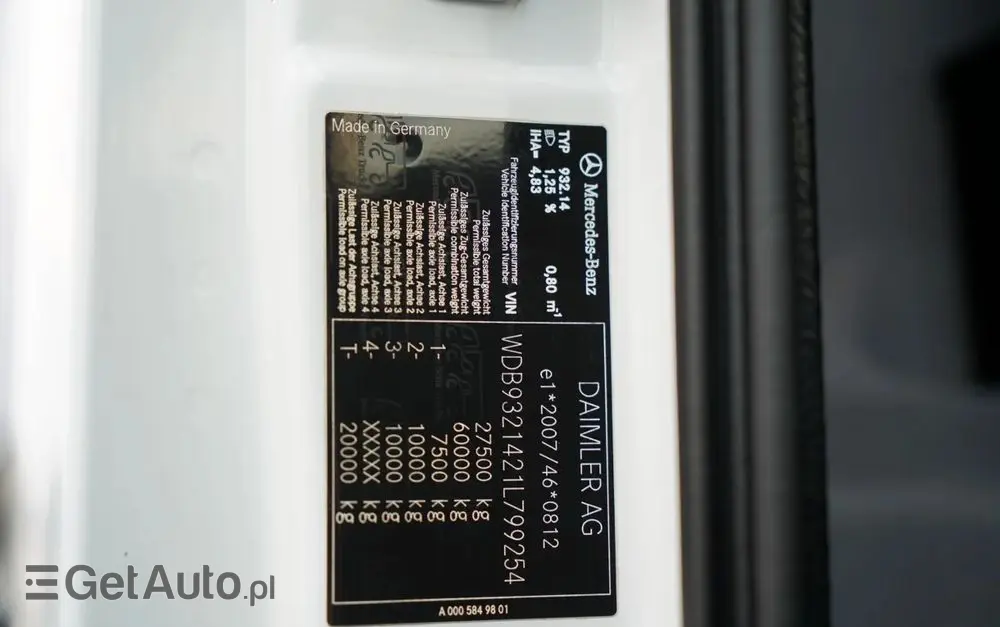 Mercedes-Benz
DAIMLER AG
TYP 932.14
1,25 % 0,80 m-1
e1*2007/46*0812
IHA= 4,83
Fahrzeugidentifizierungsnummer
Vehicle Identification Number VIN WDB9321421L799254
Zulässiges Gesamtgewicht
Permissible total weight 27500 kg
Zulässiges Zug-Gesamtgewicht
Permissible combination weight 60000 kg
Zulässige Achslast, Achse 1
Permissible axle load, axle 1 1- 7500 kg
Zulässige Achslast, Achse 2
Permissible axle load, axle 2 2- 10000 kg
Zulässige Achslast, Achse 3
Permissible axle load, axle 3 3- 10000 kg
Zulässige Achslast, Achse 4
Permissible axle load, axle 4 4- XXXXX kg
Zulässige Last der Achsgruppe
Permissible load of axle group T- 20000 kg
Made in Germany
A 000 584 98 01
GetAuto.pl